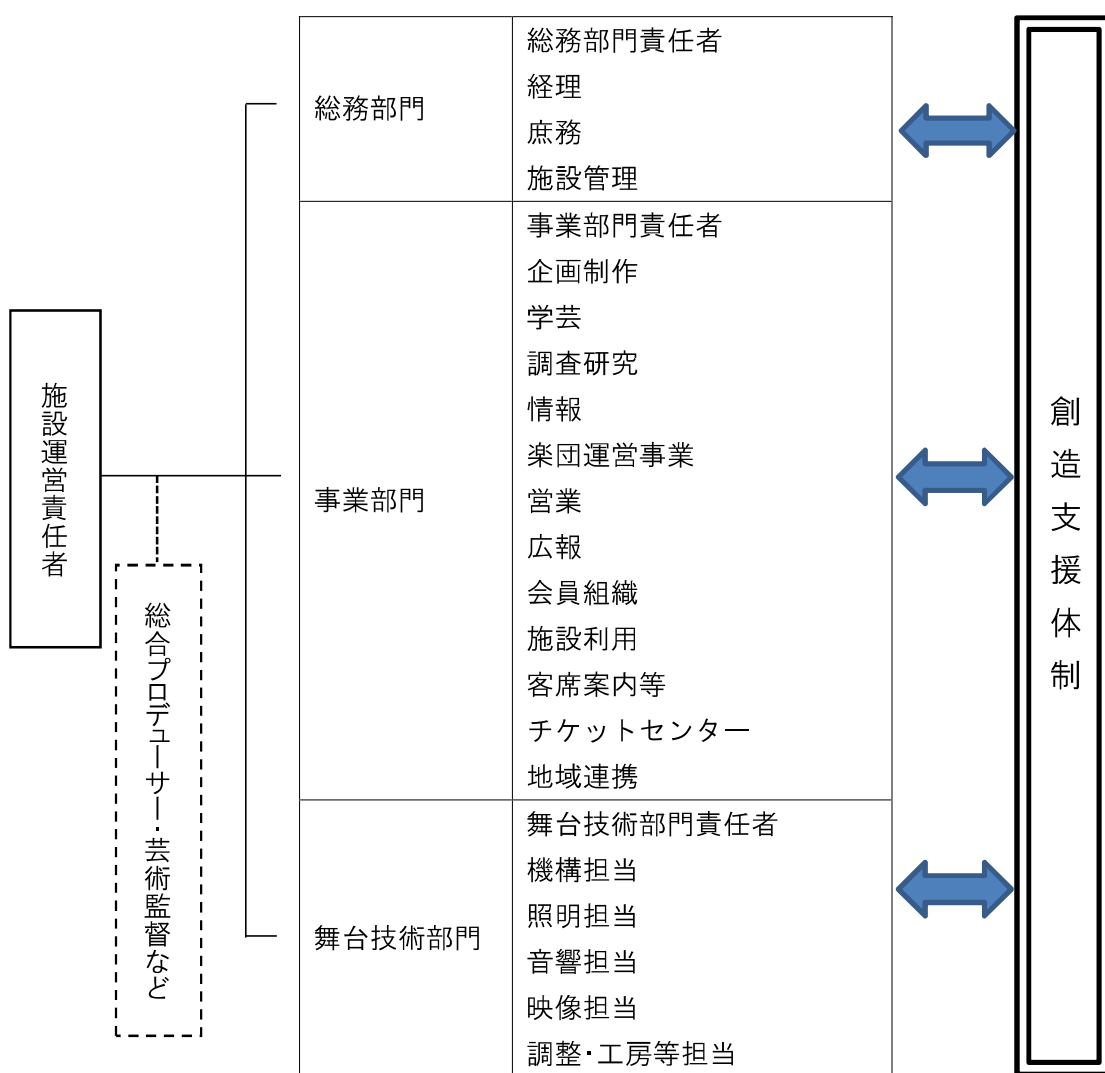 施設運営責任者
総合プロデューサー・芸術監督など
総務部門
総務部門責任者
経理
庶務
施設管理
事業部門
事業部門責任者
企画制作
学芸
調査研究
情報
楽団運営事業
営業
広報
会員組織
施設利用
客席案内等
チケットセンター
地域連携
舞台技術部門
舞台技術部門責任者
機構担当
照明担当
音響担当
映像担当
調整・工房等担当
創造支援体制